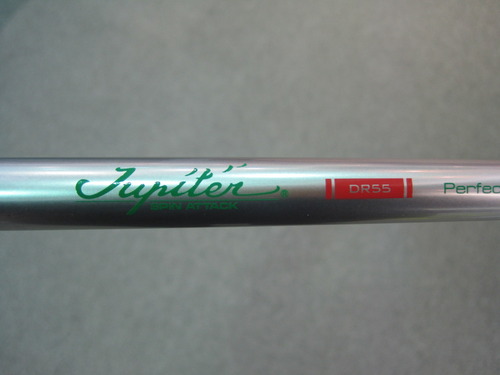 Jupiter
SPIN ATTACK
DR55
Perfec